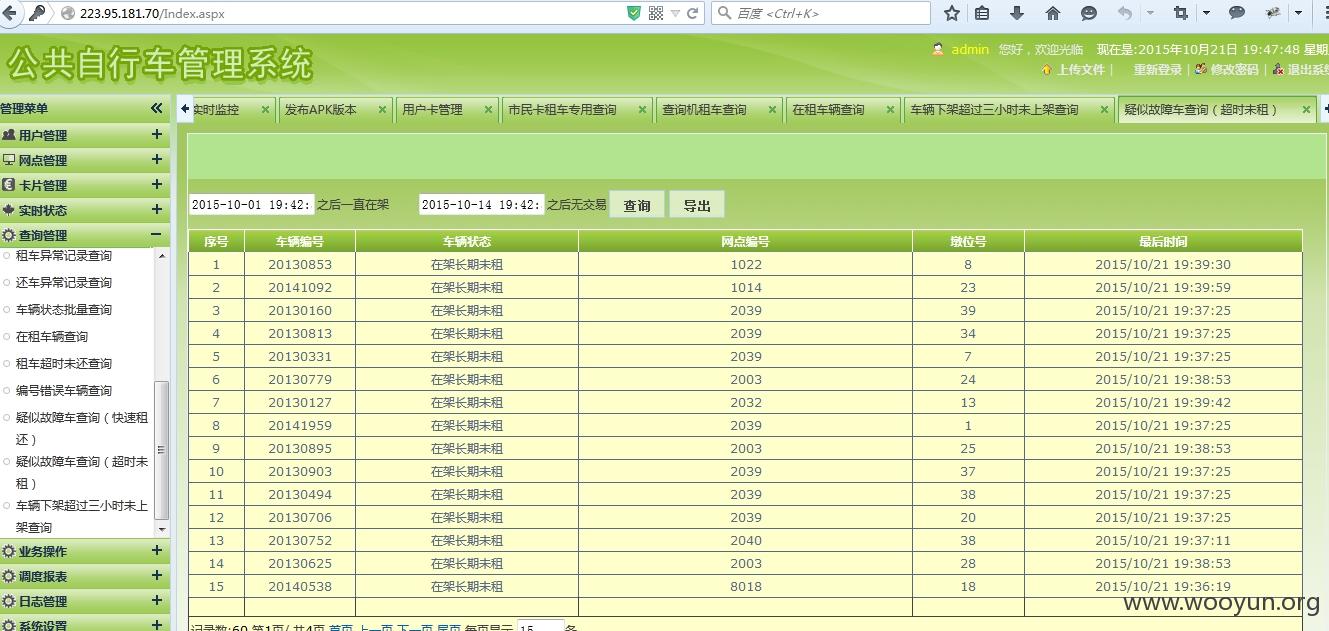 223.95.181.70/Index.aspx
百度 <Ctrl+K>
公共自行车管理系统
admin 您好，欢迎光临 现在是:2015年10月21日 19:47:48 星期
上传文件 | 重新登录 | 修改密码 | 退出系统
管理菜单
实时监控 发布APK版本 用户卡管理 市民卡租车专用查询 查询机租车查询 在租车辆查询 车辆下架超过三小时未上架查询 疑似故障车查询（超时未租）
用户管理
网点管理
卡片管理
实时状态
查询管理
租车异常记录查询
还车异常记录查询
车辆状态批量查询
在租车辆查询
租车超时未还查询
编号错误车辆查询
疑似故障车查询（快速租
还）
疑似故障车查询（超时未
租）
车辆下架超过三小时未上
架查询
业务操作
调度报表
日志管理
系统设置
2015-10-01 19:42: 之后一直在架 2015-10-14 19:42: 之后无交易 查询 导出
序号 车辆编号 车辆状态 网点编号 墩位号 最后时间
1 20130853 在架长期未租 1022 8 2015/10/21 19:39:30
2 20141092 在架长期未租 1014 23 2015/10/21 19:39:59
3 20130160 在架长期未租 2039 39 2015/10/21 19:37:25
4 20130813 在架长期未租 2039 34 2015/10/21 19:37:25
5 20130331 在架长期未租 2039 7 2015/10/21 19:37:25
6 20130779 在架长期未租 2003 24 2015/10/21 19:38:53
7 20130127 在架长期未租 2032 13 2015/10/21 19:39:42
8 20141959 在架长期未租 2039 1 2015/10/21 19:37:25
9 20130895 在架长期未租 2003 25 2015/10/21 19:38:53
10 20130903 在架长期未租 2039 37 2015/10/21 19:37:25
11 20130494 在架长期未租 2039 38 2015/10/21 19:37:25
12 20130706 在架长期未租 2039 20 2015/10/21 19:37:25
13 20130752 在架长期未租 2040 38 2015/10/21 19:37:11
14 20130625 在架长期未租 2003 28 2015/10/21 19:38:53
15 20140538 在架长期未租 8018 18 2015/10/21 19:36:19
记录数:60 第1页/ 共4页 首页 上一页 下一页 尾页 每页显示 15 条
www.wooyun.org